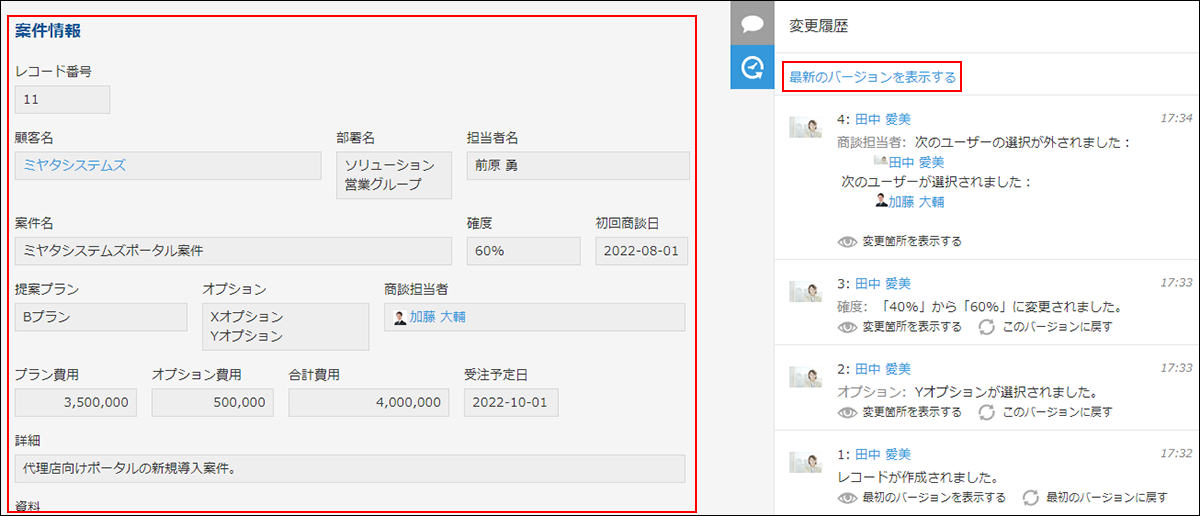 案件情報
レコード番号
11
顧客名 部署名 担当者名
ミヤタシステムズ ソリューション 前原 勇
営業グループ
案件名 確度 初回商談日
ミヤタシステムズポータル案件 60% 2022-08-01
提案プラン オプション 商談担当者
Bプラン Xオプション 加藤 大輔
Yオプション
プラン費用 オプション費用 合計費用 受注予定日
3,500,000 500,000 4,000,000 2022-10-01
詳細
代理店向けポータルの新規導入案件。
資料
変更履歴
最新のバージョンを表示する
4: 田中 愛美 17:34
商談担当者: 次のユーザーの選択が外されました:
田中 愛美
次のユーザーが選択されました:
加藤 大輔
変更箇所を表示する
3: 田中 愛美 17:33
確度: 「40%」から「60%」に変更されました。
変更箇所を表示する このバージョンに戻す
2: 田中 愛美 17:33
オプション: Yオプションが選択されました。
変更箇所を表示する このバージョンに戻す
1: 田中 愛美 17:32
レコードが作成されました。
最初のバージョンを表示する 最初のバージョンに戻す